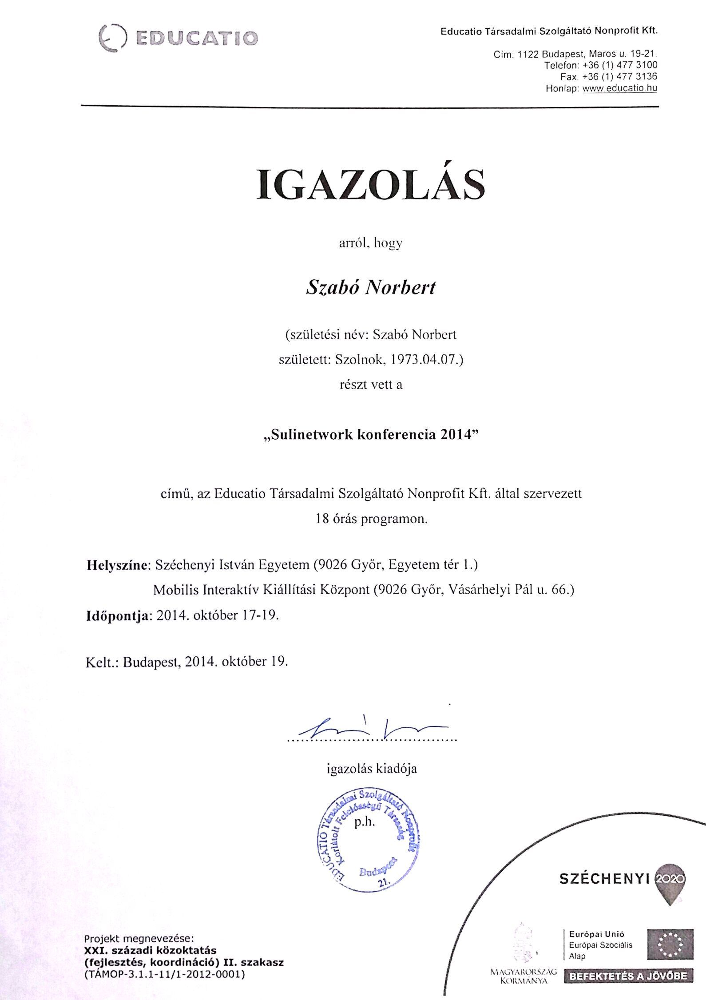 EDUCATIO
Educatio Társadalmi Szolgáltató Nonprofit Kft.
Cím: 1122 Budapest, Maros u. 19-21.
Telefon: +36 (1) 477 3100
Fax: +36 (1) 477 3136
Honlap: www.educatio.hu
IGAZOLÁS
arról, hogy
Szabó Norbert
(születési név: Szabó Norbert
született: Szolnok, 1973.04.07.)
részt vett a
„Sulinetwork konferencia 2014”
című, az Educatio Társadalmi Szolgáltató Nonprofit Kft. által szervezett
18 órás programon.
Helyszíne: Széchenyi István Egyetem (9026 Győr, Egyetem tér 1.)
Mobilis Interaktív Kiállítási Központ (9026 Győr, Vásárhelyi Pál u. 66.)
Időpontja: 2014. október 17-19.
Kelt.: Budapest, 2014. október 19.
igazolás kiadója
EDUCATIO Társadalmi Szolgáltató Nonprofit
Korlátolt Felelősségű Társaság
p.h.
Budapest
21.
SZÉCHENYI 2020
Projekt megnevezése:
XXI. századi közoktatás
(fejlesztés, koordináció) II. szakasz
(TÁMOP-3.1.1-11/1-2012-0001)
MAGYARORSZÁG
KORMÁNYA
Európai Unió
Európai Szociális
Alap
BEFEKTETÉS A JÖVŐBE